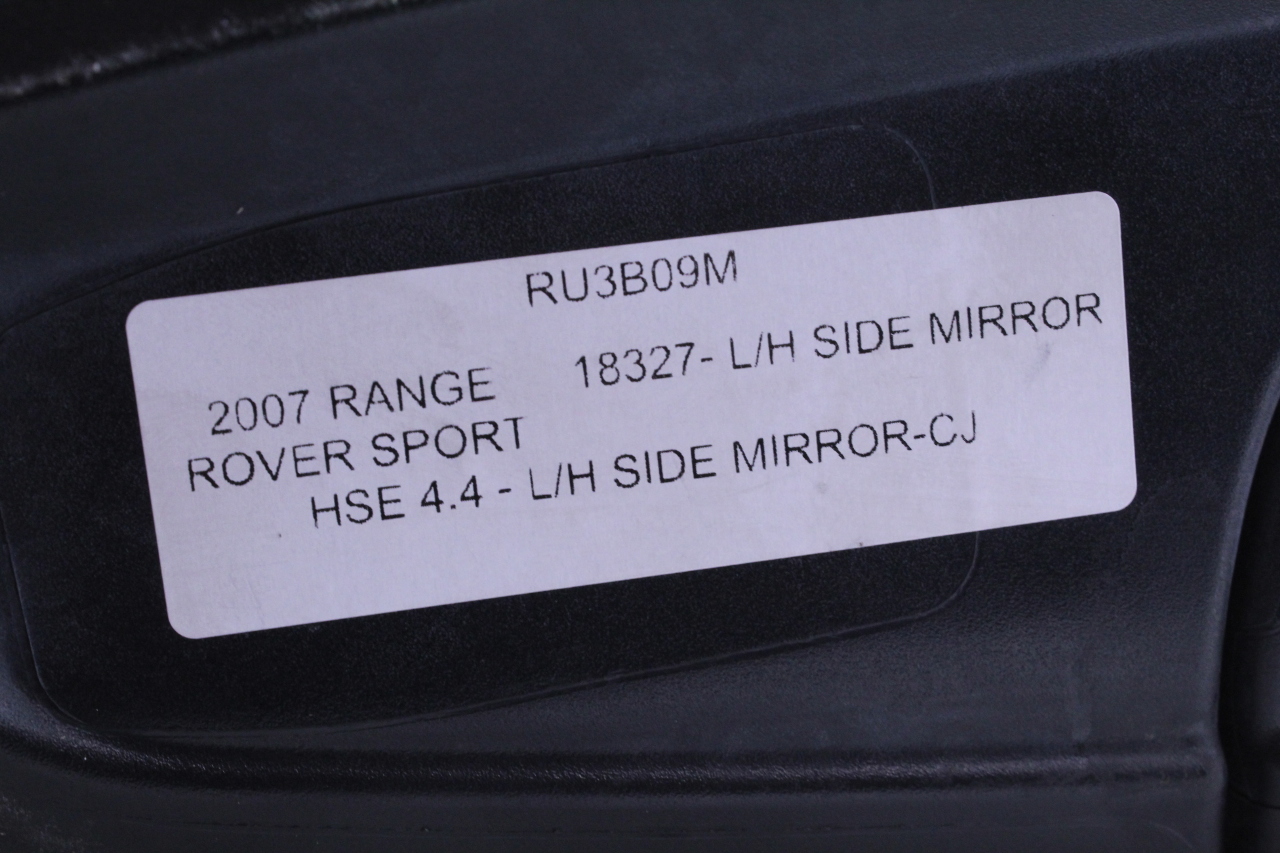 RU3B09M
18327- L/H SIDE MIRROR
2007 RANGE
ROVER SPORT
HSE 4.4 - L/H SIDE MIRROR-CJ